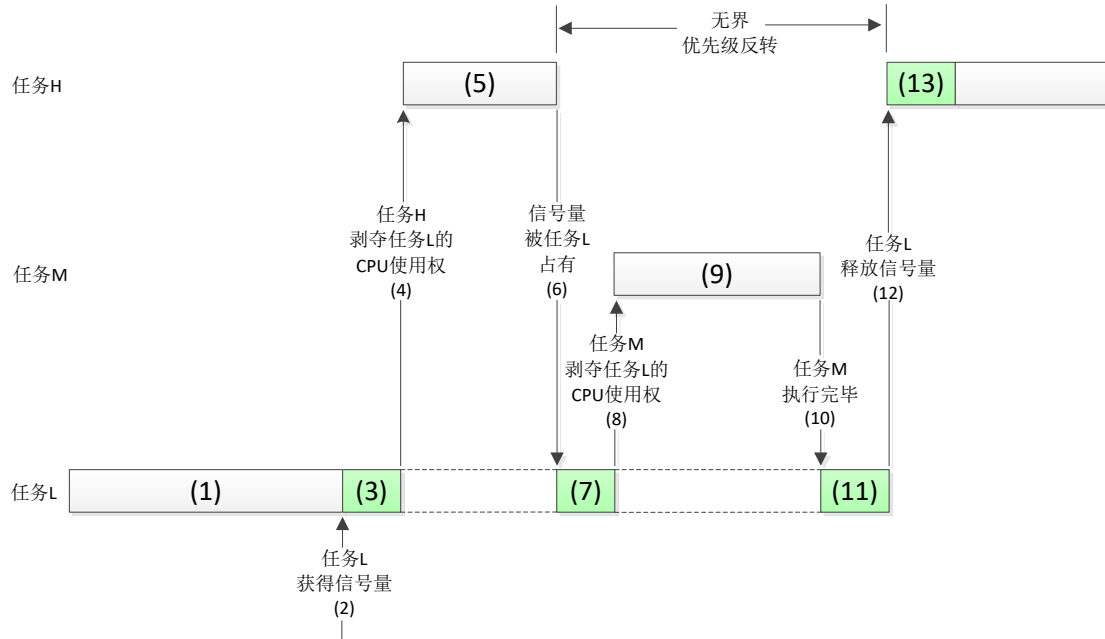 无界
优先级反转
任务H
(5)
(13)
任务H
剥夺任务L的
CPU使用权
(4)
信号量
被任务L
占有
(6)
任务L
释放信号量
(12)
任务M
(9)
任务M
剥夺任务L的
CPU使用权
(8)
任务M
执行完毕
(10)
任务L
(1)
(3)
(7)
(11)
任务L
获得信号量
(2)